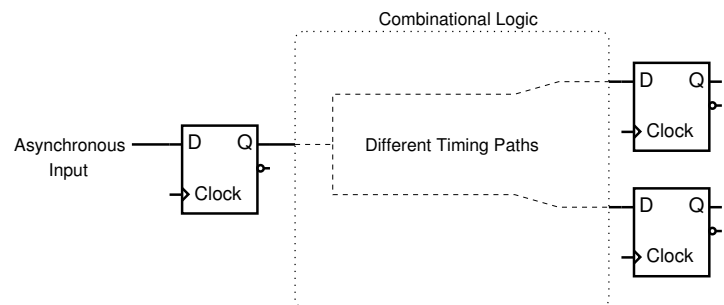 Combinational Logic
D Q
Clock
Asynchronous
Input
D Q
Clock
Different Timing Paths
D Q
Clock